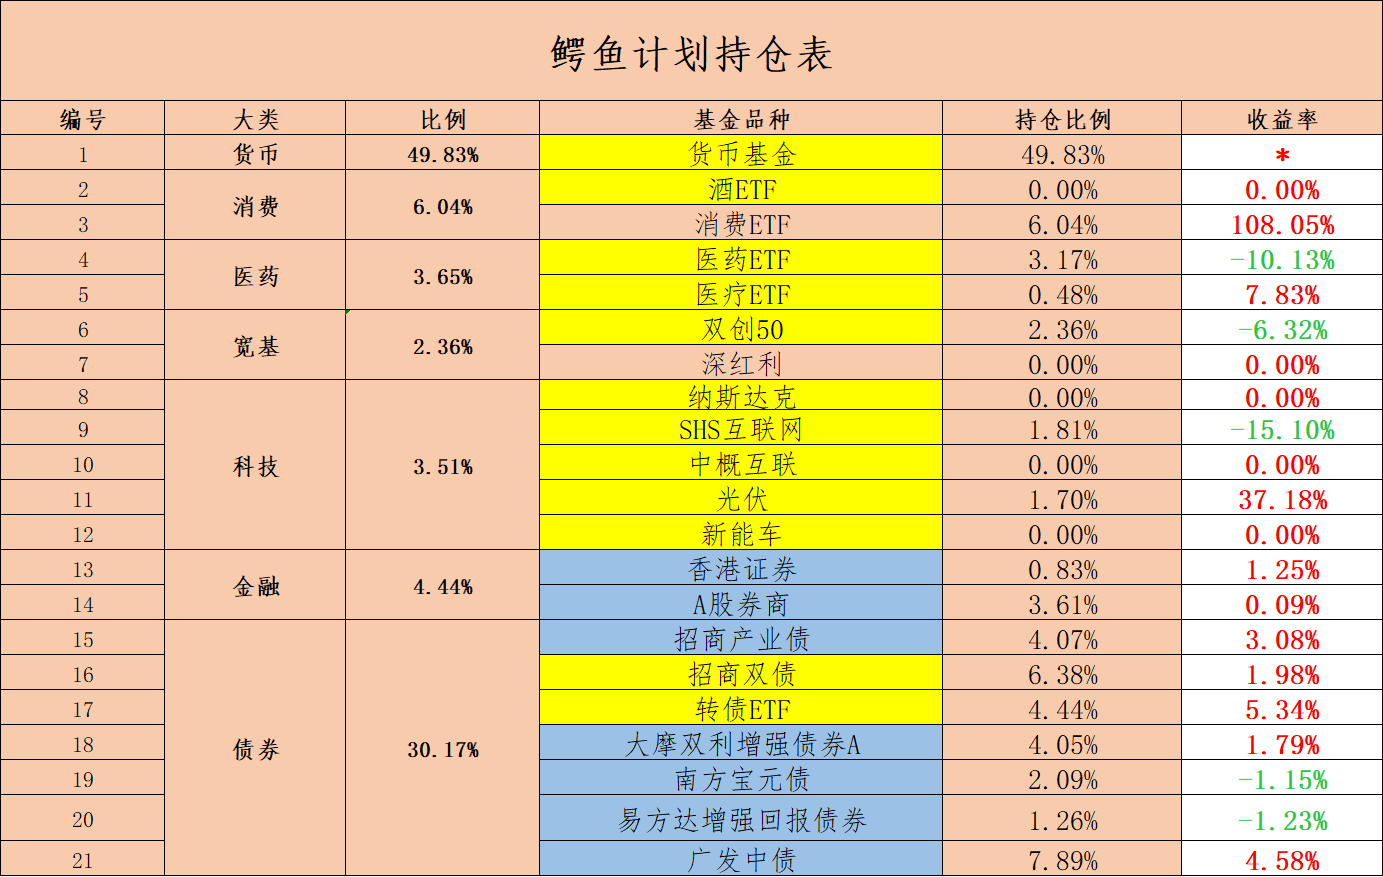 鳄鱼计划持仓表
编号 大类 比例 基金品种 持仓比例 收益率
1 货币 49.83% 货币基金 49.83% *
2 消费 6.04% 酒ETF 0.00% 0.00%
3 消费ETF 6.04% 108.05%
4 医药 3.65% 医药ETF 3.17% -10.13%
5 医疗ETF 0.48% 7.83%
6 宽基 2.36% 双创50 2.36% -6.32%
7 深红利 0.00% 0.00%
8 科技 3.51% 纳斯达克 0.00% 0.00%
9 SHS互联网 1.81% -15.10%
10 中概互联 0.00% 0.00%
11 光伏 1.70% 37.18%
12 新能车 0.00% 0.00%
13 金融 4.44% 香港证券 0.83% 1.25%
14 A股券商 3.61% 0.09%
15 债券 30.17% 招商产业债 4.07% 3.08%
16 招商双债 6.38% 1.98%
17 转债ETF 4.44% 5.34%
18 大摩双利增强债券A 4.05% 1.79%
19 南方宝元债 2.09% -1.15%
20 易方达增强回报债券 1.26% -1.23%
21 广发中债 7.89% 4.58%